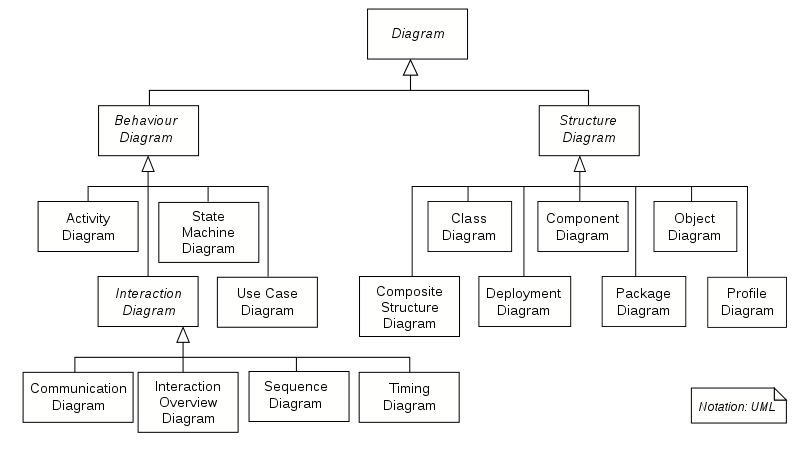 Diagram
Behaviour
Diagram
Structure
Diagram
Activity
Diagram
State
Machine
Diagram
Class
Diagram
Component
Diagram
Object
Diagram
Interaction
Diagram
Use Case
Diagram
Composite
Structure
Diagram
Deployment
Diagram
Package
Diagram
Profile
Diagram
Communication
Diagram
Interaction
Overview
Diagram
Sequence
Diagram
Timing
Diagram
Notation: UML